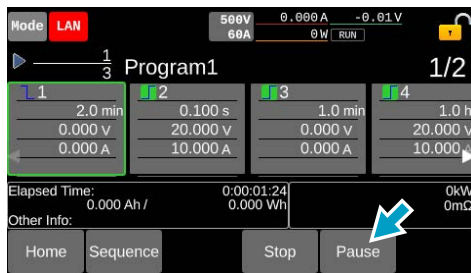 Mode LAN 500V 0.000 A -0.01 V
60A 0 W RUN
1
3 Program1 1/2
1 2 3 4
2.0 min 0.100 s 1.0 min 1.0 h
0.000 V 20.000 V 0.000 V 20.000 V
0.000 A 10.000 A 0.000 A 10.000
Elapsed Time: 0:00:01:24 0kW
0.000 Ah / 0.000 Wh 0mΩ
Other Info:
Home Sequence Stop Pause